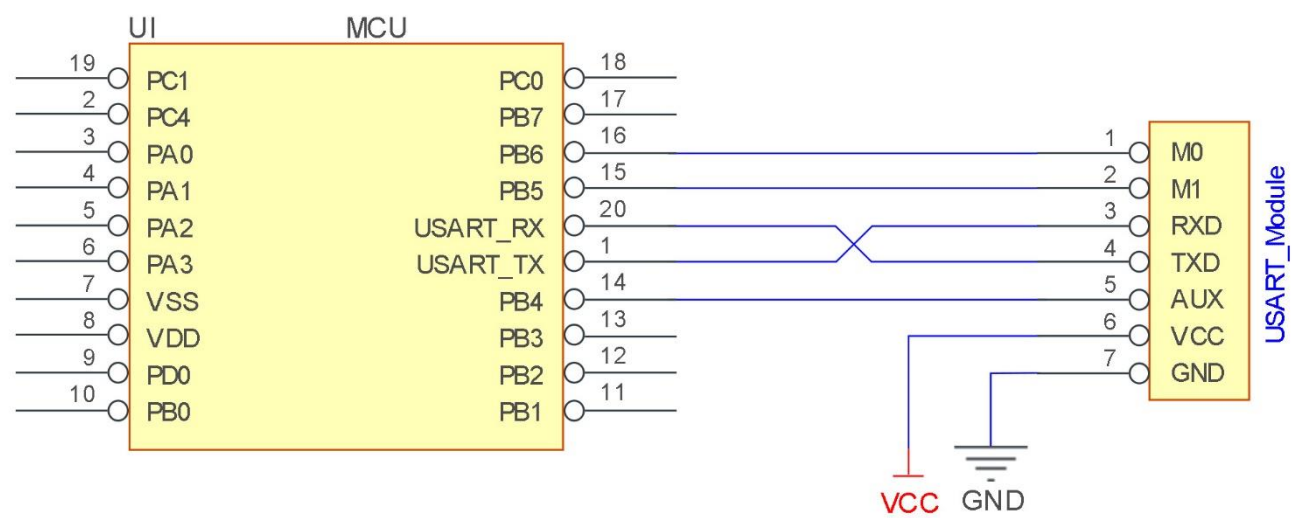 UI MCU
19 PC1 PC0 18
2 PC4 PB7 17
3 PA0 PB6 16 1 M0
4 PA1 PB5 15 2 M1
5 PA2 USART_RX 20 3 RXD
6 PA3 USART_TX 1 4 TXD
7 VSS PB4 14 5 AUX
8 VDD PB3 13 6 VCC
9 PD0 PB2 12 7 GND
10 PB0 PB1 11
USART_Module
VCC GND